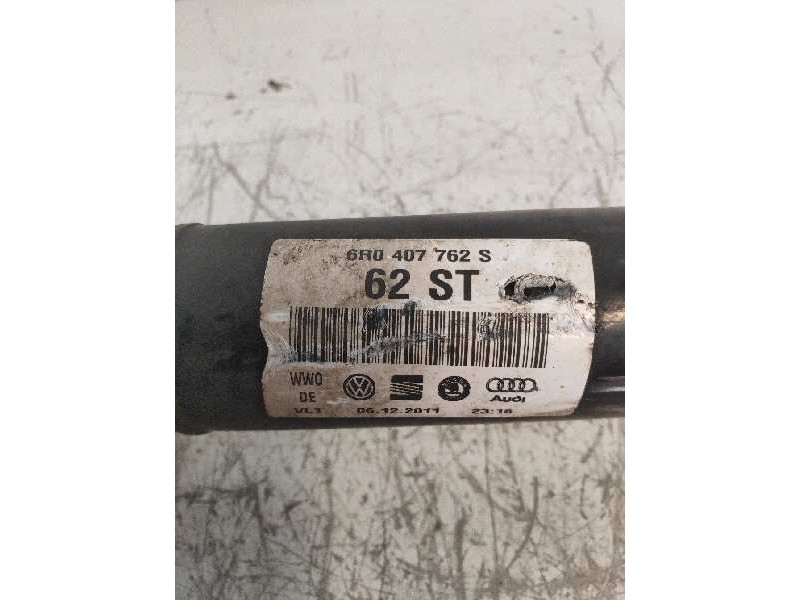 6R0 407 762 S
62 ST
WWO
DE
Audi
VL1 06.12.2011 23:16